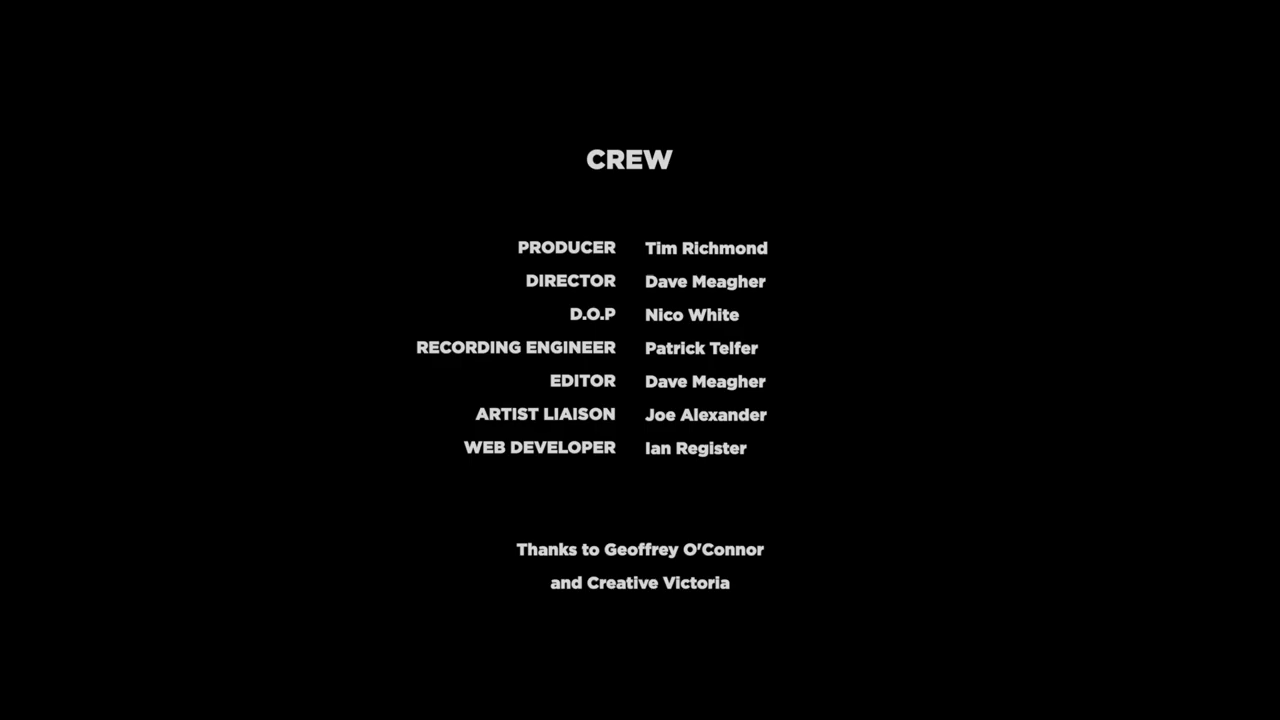 CREW
PRODUCER Tim Richmond
DIRECTOR Dave Meagher
D.O.P Nico White
RECORDING ENGINEER Patrick Telfer
EDITOR Dave Meagher
ARTIST LIAISON Joe Alexander
WEB DEVELOPER Ian Register
Thanks to Geoffrey O'Connor
and Creative Victoria